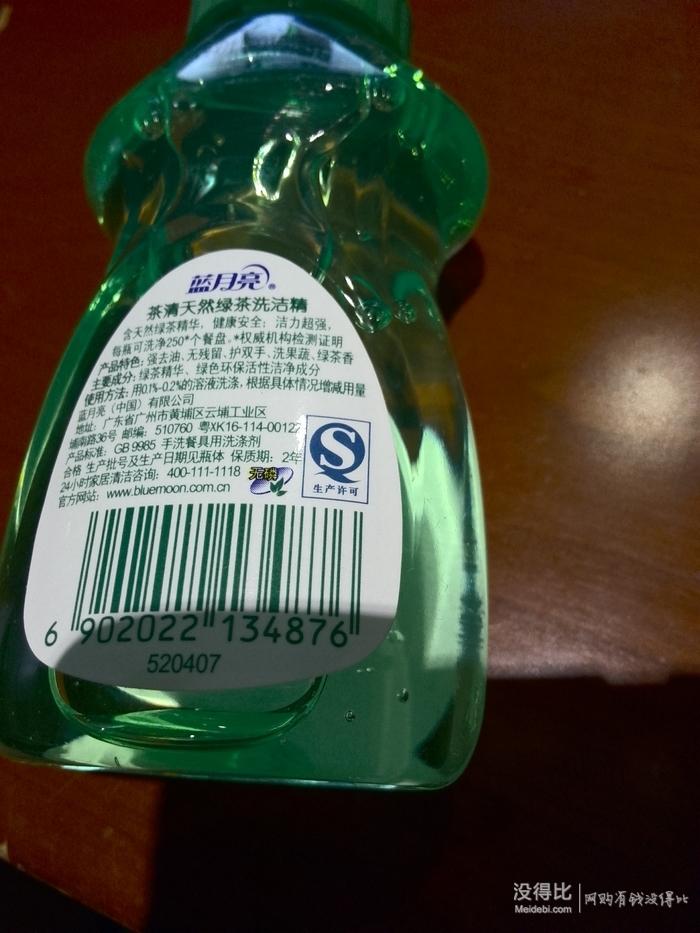 蓝月亮®
茶清天然绿茶洗洁精
含天然绿茶精华，健康安全；洁力超强，
每瓶可洗净250*个餐盘。*权威机构检测证明
产品特色：强去油、无残留、护双手、洗果蔬、绿茶香
主要成分：绿茶精华、绿色环保活性洁净成分
使用方法：用0.1%-0.2%的溶液洗涤，根据具体情况增减用量
蓝月亮（中国）有限公司
地址：广东省广州市黄埔区云埔工业区
埔南路36号 邮编：510760 粤XK16-114-00122
产品标准：GB 9985 手洗餐具用洗涤剂
合格 生产批号及生产日期见瓶体 保质期：2年
24小时家居清洁咨询：400-111-1118 无磷
官方网站：www.bluemoon.com.cn
QS
生产许可
6 902022 134876
520407
没得比
Meidebi.com
网购省钱没得比